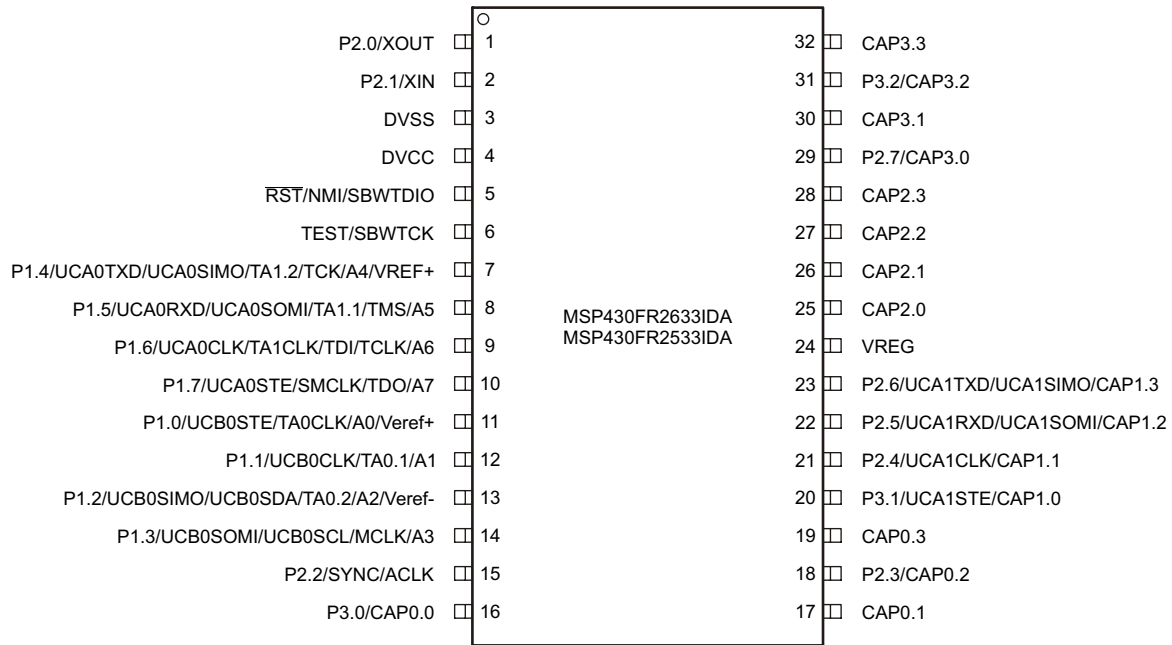 P2.0/XOUT 1 32 CAP3.3
P2.1/XIN 2 31 P3.2/CAP3.2
DVSS 3 30 CAP3.1
DVCC 4 29 P2.7/CAP3.0
R̅S̅T̅/NMI/SBWTDIO 5 28 CAP2.3
TEST/SBWTCK 6 27 CAP2.2
P1.4/UCA0TXD/UCA0SIMO/TA1.2/TCK/A4/VREF+ 7 26 CAP2.1
P1.5/UCA0RXD/UCA0SOMI/TA1.1/TMS/A5 8 25 CAP2.0
MSP430FR2633IDA
MSP430FR2533IDA
P1.6/UCA0CLK/TA1CLK/TDI/TCLK/A6 9 24 VREG
P1.7/UCA0STE/SMCLK/TDO/A7 10 23 P2.6/UCA1TXD/UCA1SIMO/CAP1.3
P1.0/UCB0STE/TA0CLK/A0/Veref+ 11 22 P2.5/UCA1RXD/UCA1SOMI/CAP1.2
P1.1/UCB0CLK/TA0.1/A1 12 21 P2.4/UCA1CLK/CAP1.1
P1.2/UCB0SIMO/UCB0SDA/TA0.2/A2/Veref- 13 20 P3.1/UCA1STE/CAP1.0
P1.3/UCB0SOMI/UCB0SCL/MCLK/A3 14 19 CAP0.3
P2.2/SYNC/ACLK 15 18 P2.3/CAP0.2
P3.0/CAP0.0 16 17 CAP0.1